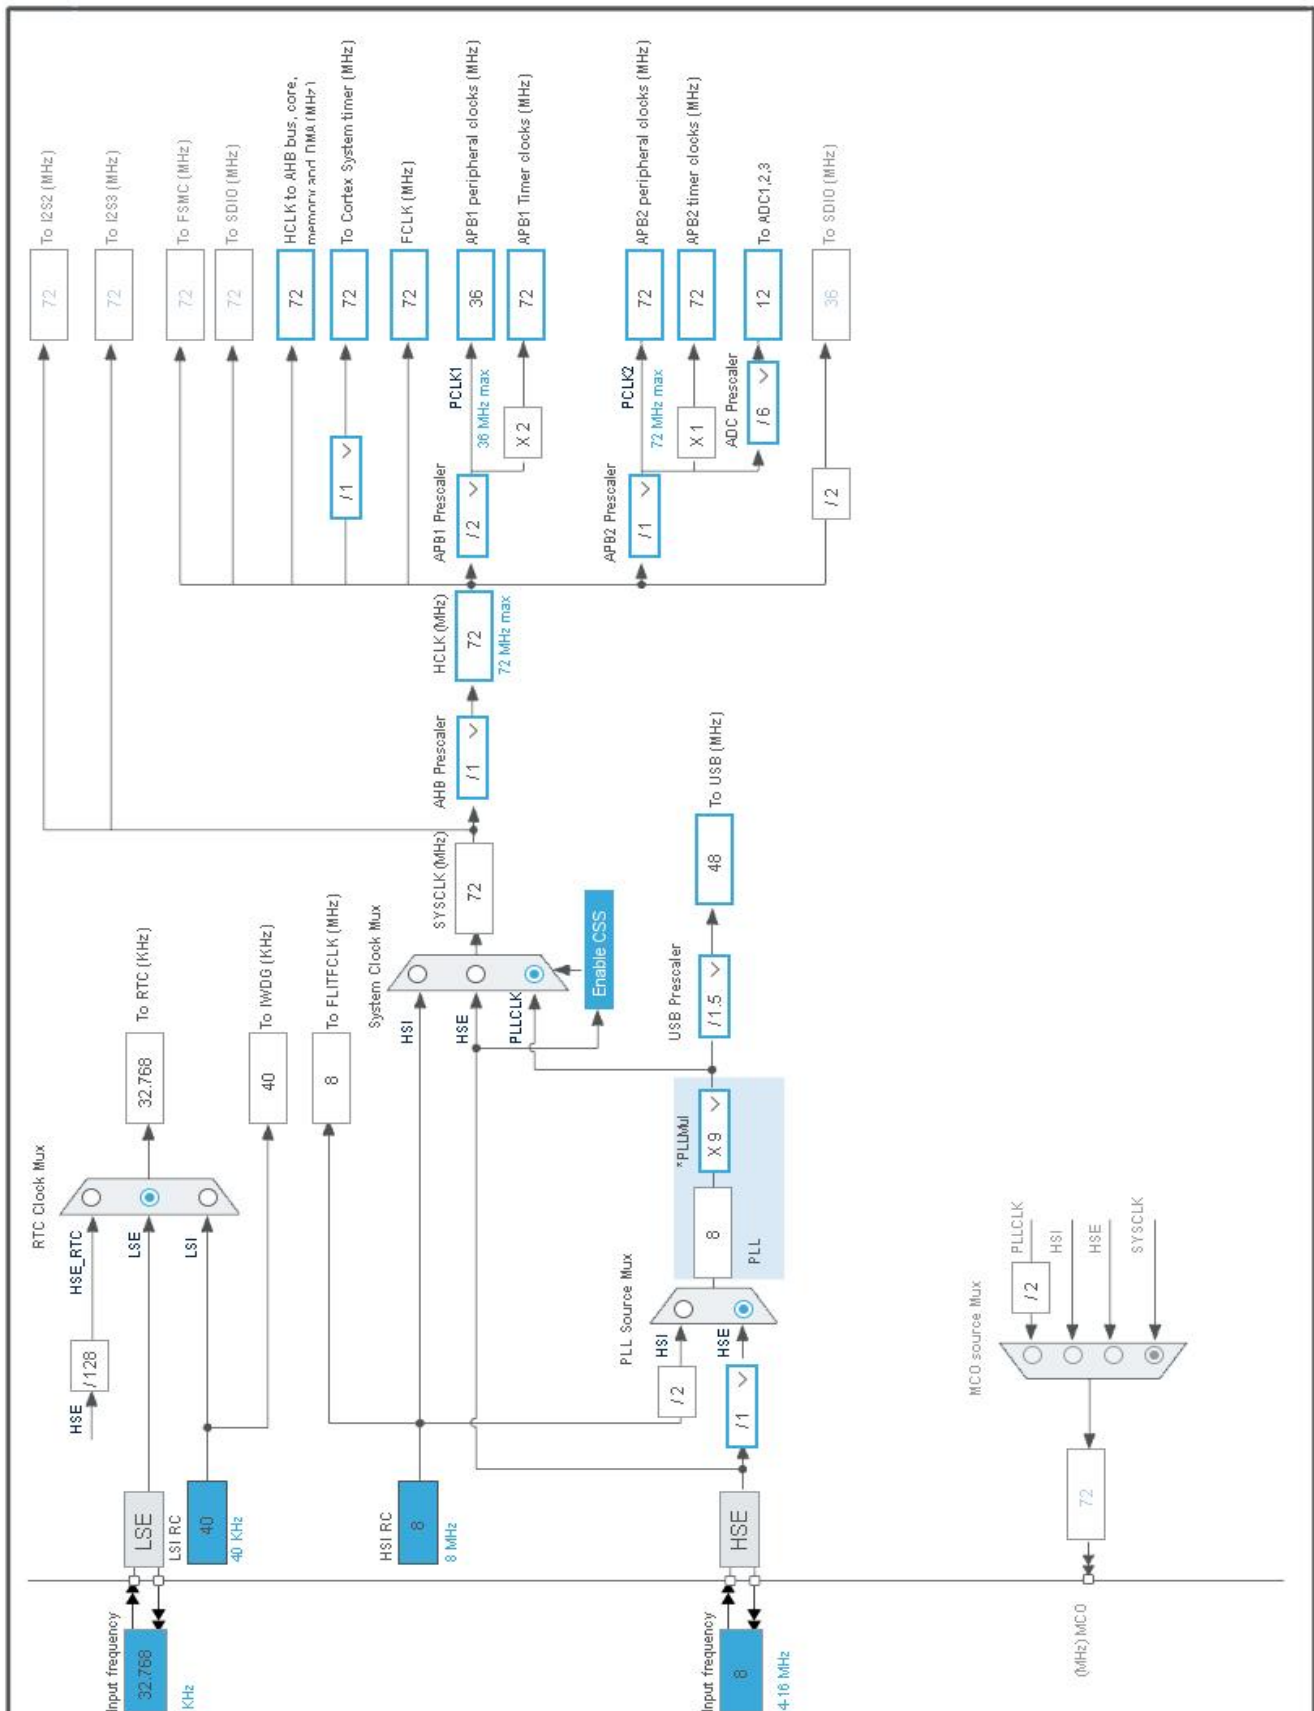 Input frequency
32.768
KHz
LSE
LSI RC
40
40 KHz
HSE
/ 128
HSE_RTC
LSE
LSI
RTC Clock Mux
32.768
To RTC (KHz)
40
To IWDG (KHz)
HSI RC
8
8 MHz
8
To FLITFCLK (MHz)
System Clock Mux
HSI
HSE
PLLCLK
Enable CSS
SYSCLK (MHz)
72
AHB Prescaler
/ 1
HCLK (MHz)
72
72 MHz max
72
To I2S2 (MHz)
72
To I2S3 (MHz)
72
To FSMC (MHz)
72
To SDIO (MHz)
72
HCLK to AHB bus, core,
memory and DMA (MHz)
/ 1
72
To Cortex System timer (MHz)
72
FCLK (MHz)
APB1 Prescaler
/ 2
PCLK1
36 MHz max
36
APB1 peripheral clocks (MHz)
X 2
72
APB1 Timer clocks (MHz)
APB2 Prescaler
/ 1
PCLK2
72 MHz max
72
APB2 peripheral clocks (MHz)
X 1
72
APB2 timer clocks (MHz)
ADC Prescaler
/ 6
12
To ADC1,2,3
/ 2
36
To SDIO (MHz)
Input frequency
8
4-16 MHz
HSE
/ 2
/ 1
PLL Source Mux
HSI
HSE
8
PLL
*PLLMul
X 9
USB Prescaler
/ 1.5
48
To USB (MHz)
(MHz) MCO
72
MCO source Mux
/ 2
PLLCLK
HSI
HSE
SYSCLK